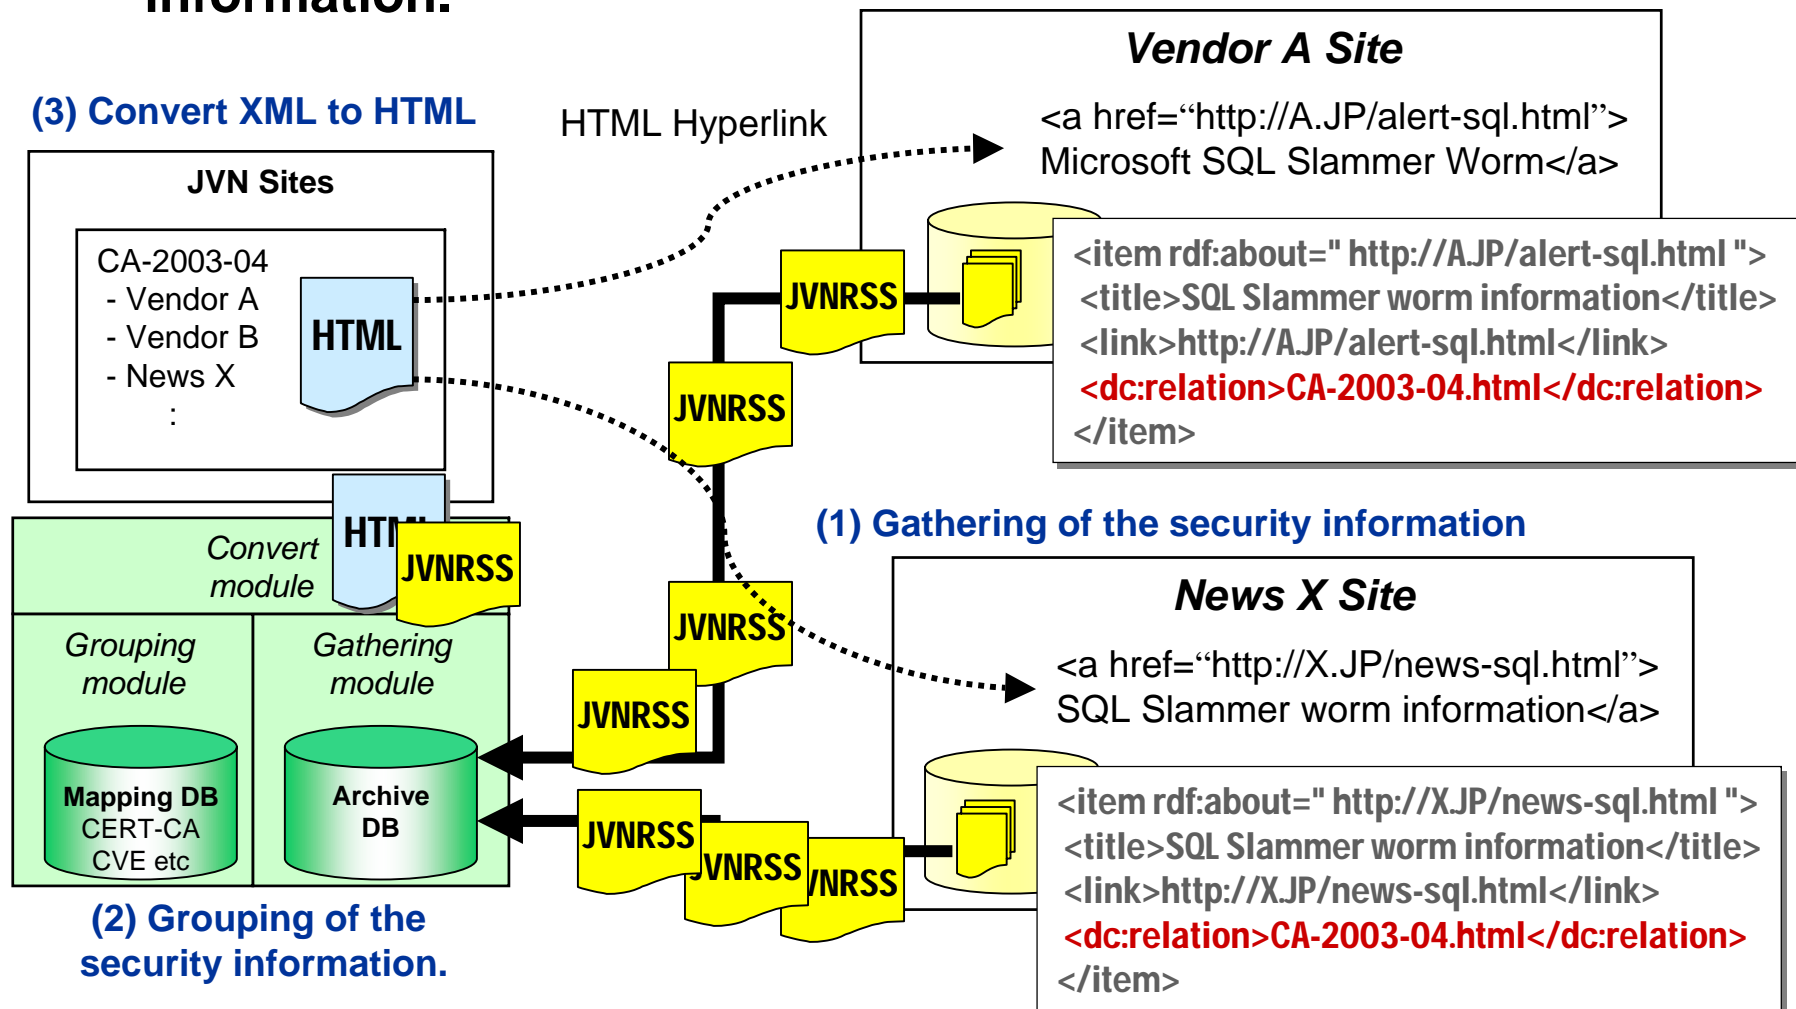 information.
(3) Convert XML to HTML
JVN Sites
CA-2003-04
- Vendor A
- Vendor B
- News X
:
HTML
HTML Hyperlink
Vendor A Site
<a href=“http://A.JP/alert-sql.html”>
Microsoft SQL Slammer Worm</a>
<item rdf:about=" http://A.JP/alert-sql.html ">
<title>SQL Slammer worm information</title>
<link>http://A.JP/alert-sql.html</link>
<dc:relation>CA-2003-04.html</dc:relation>
</item>
JVNRSS
JVNRSS
(1) Gathering of the security information
Convert
module
HTML
JVNRSS
Grouping
module
Gathering
module
Mapping DB
CERT-CA
CVE etc
Archive
DB
(2) Grouping of the
security information.
JVNRSS
JVNRSS
JVNRSS
JVNRSS
JVNRSS
News X Site
<a href=“http://X.JP/news-sql.html”>
SQL Slammer worm information</a>
<item rdf:about=" http://X.JP/news-sql.html ">
<title>SQL Slammer worm information</title>
<link>http://X.JP/news-sql.html</link>
<dc:relation>CA-2003-04.html</dc:relation>
</item>